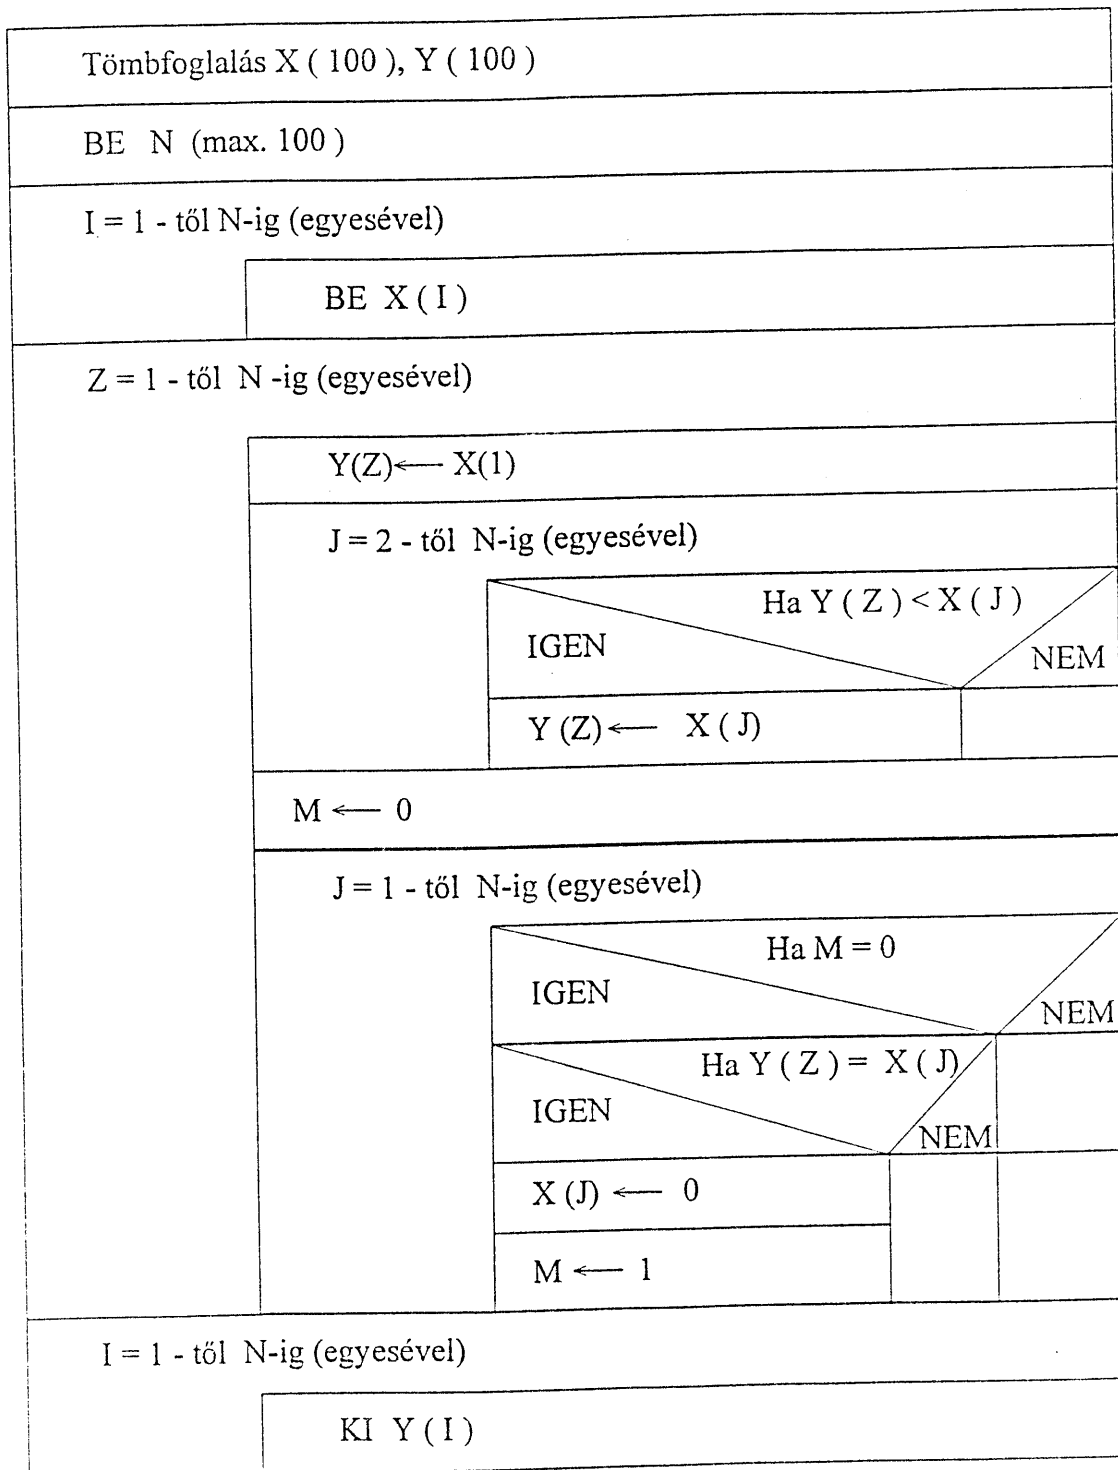 Tömbfoglalás X ( 100 ), Y ( 100 )
BE N (max. 100 )
I = 1 - től N-ig (egyesével)
BE X ( I )
Z = 1 - től N -ig (egyesével)
Y(Z)⟵ X(1)
J = 2 - től N-ig (egyesével)
Ha Y ( Z ) < X ( J )
IGEN
NEM
Y (Z) ⟵ X ( J)
M ⟵ 0
J = 1 - től N-ig (egyesével)
Ha M = 0
IGEN
NEM
Ha Y ( Z ) = X ( J)
IGEN
NEM
X (J) ⟵ 0
M ⟵ 1
I = 1 - től N-ig (egyesével)
KI Y ( I )